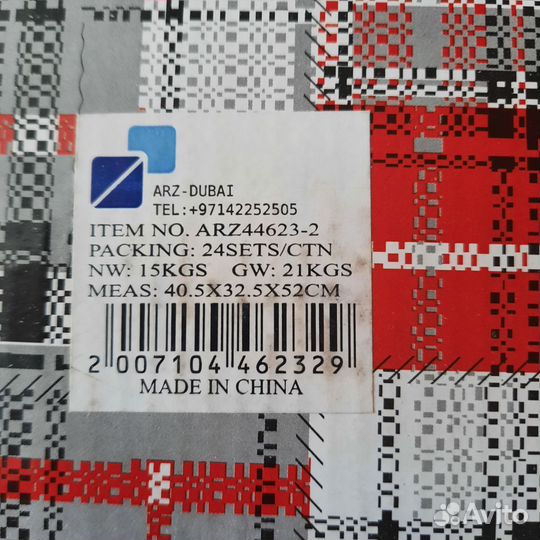 ARZ-DUBAI
TEL:+97142252505
ITEM NO. ARZ44623-2
PACKING: 24SETS/CTN
NW: 15KGS GW: 21KGS
MEAS: 40.5X32.5X52CM
2 007104 462329
MADE IN CHINA
Avito